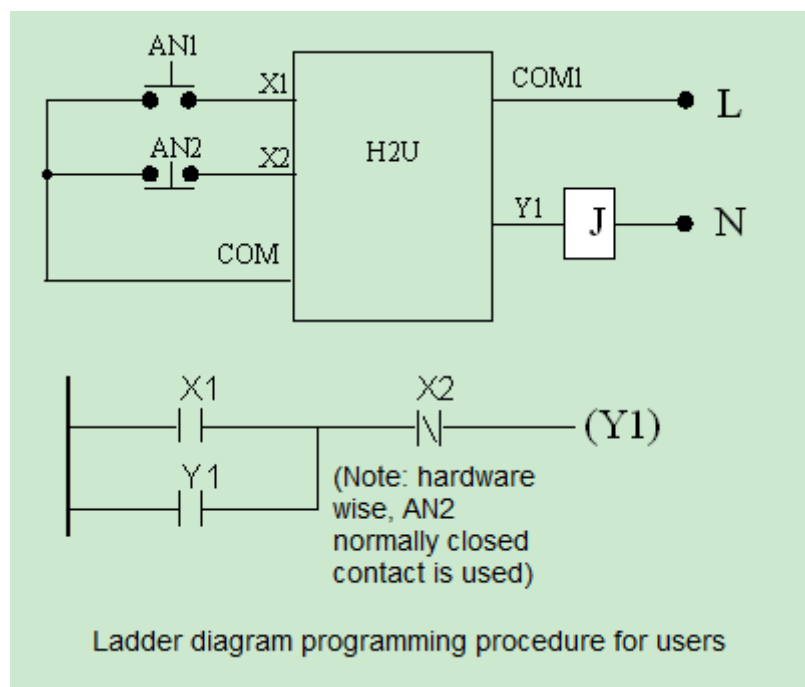 AN1
X1
COM1
L
AN2
X2
H2U
Y1
J
N
COM
X1
X2
(Y1)
Y1
(Note: hardware
wise, AN2
normally closed
contact is used)
Ladder diagram programming procedure for users